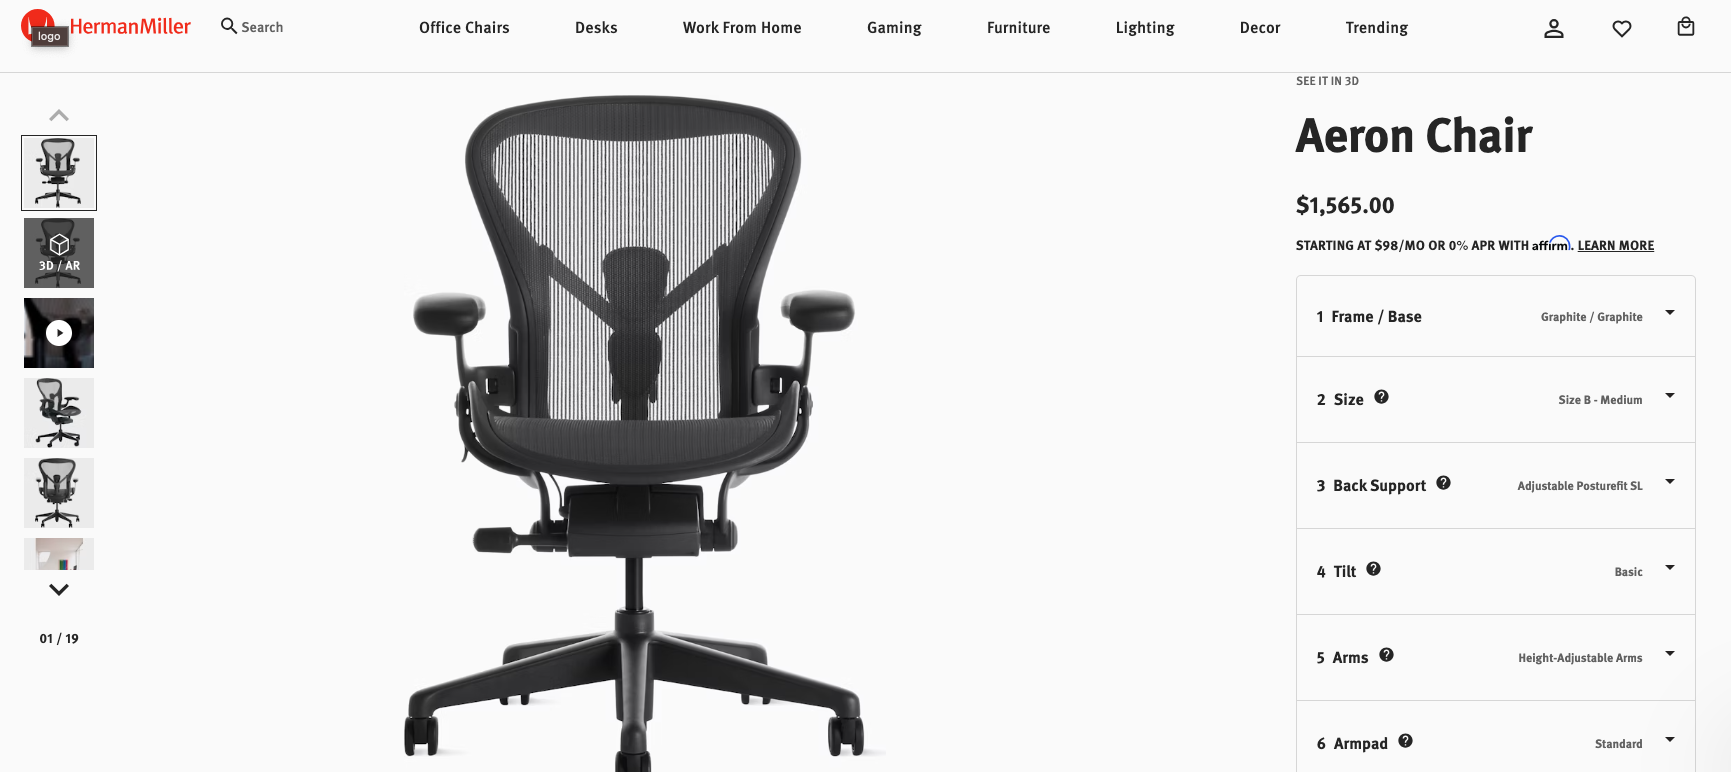 HermanMiller
logo
Search
Office Chairs
Desks
Work From Home
Gaming
Furniture
Lighting
Decor
Trending
3D / AR
01 / 19
SEE IT IN 3D
Aeron Chair
$1,565.00
STARTING AT $98/MO OR 0% APR WITH affirm. LEARN MORE
1 Frame / Base Graphite / Graphite
2 Size ? Size B - Medium
3 Back Support ? Adjustable Posturefit SL
4 Tilt ? Basic
5 Arms ? Height-Adjustable Arms
6 Armpad ? Standard